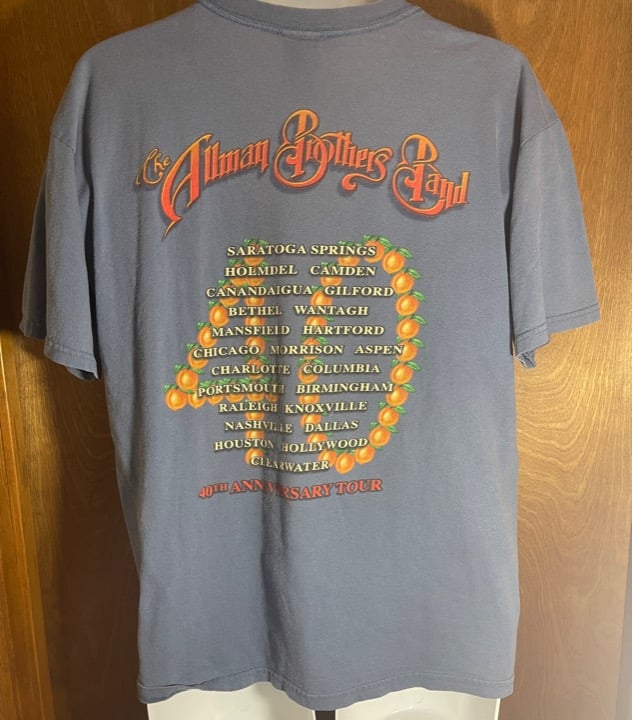 The Allman Brothers Band
SARATOGA SPRINGS
HOLMDEL CAMDEN
CANANDAIGUA GILFORD
BETHEL WANTAGH
MANSFIELD HARTFORD
CHICAGO MORRISON ASPEN
CHARLOTTE COLUMBIA
PORTSMOUTH BIRMINGHAM
RALEIGH KNOXVILLE
NASHVILLE DALLAS
HOUSTON HOLLYWOOD
CLEARWATER
40TH ANNIVERSARY TOUR